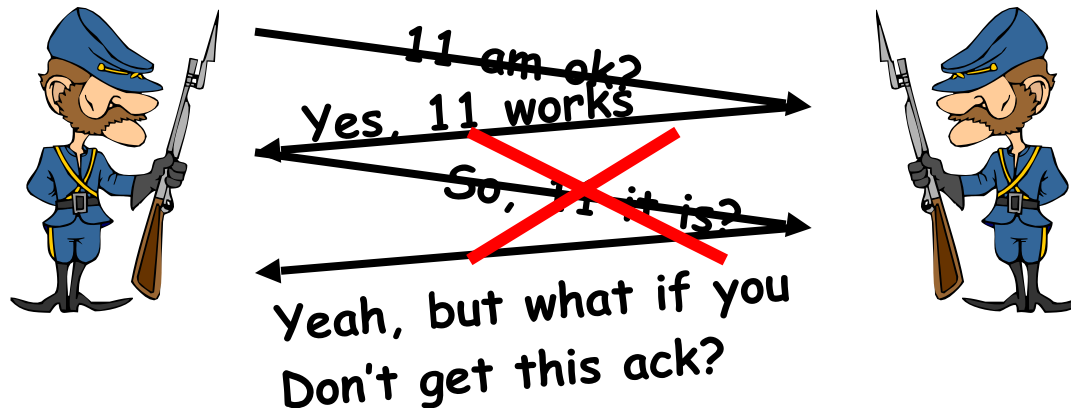 11 am ok?
Yes, 11 works
So, 11 it is?
Yeah, but what if you
Don't get this ack?